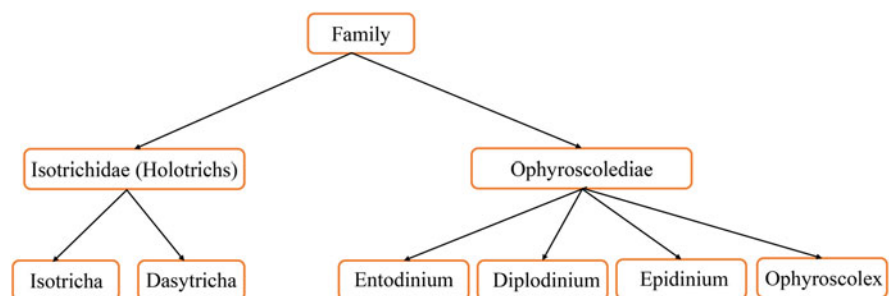 Family
Isotrichidae (Holotrichs)
Ophyroscolediae
Isotricha
Dasytricha
Entodinium
Diplodinium
Epidinium
Ophyroscolex